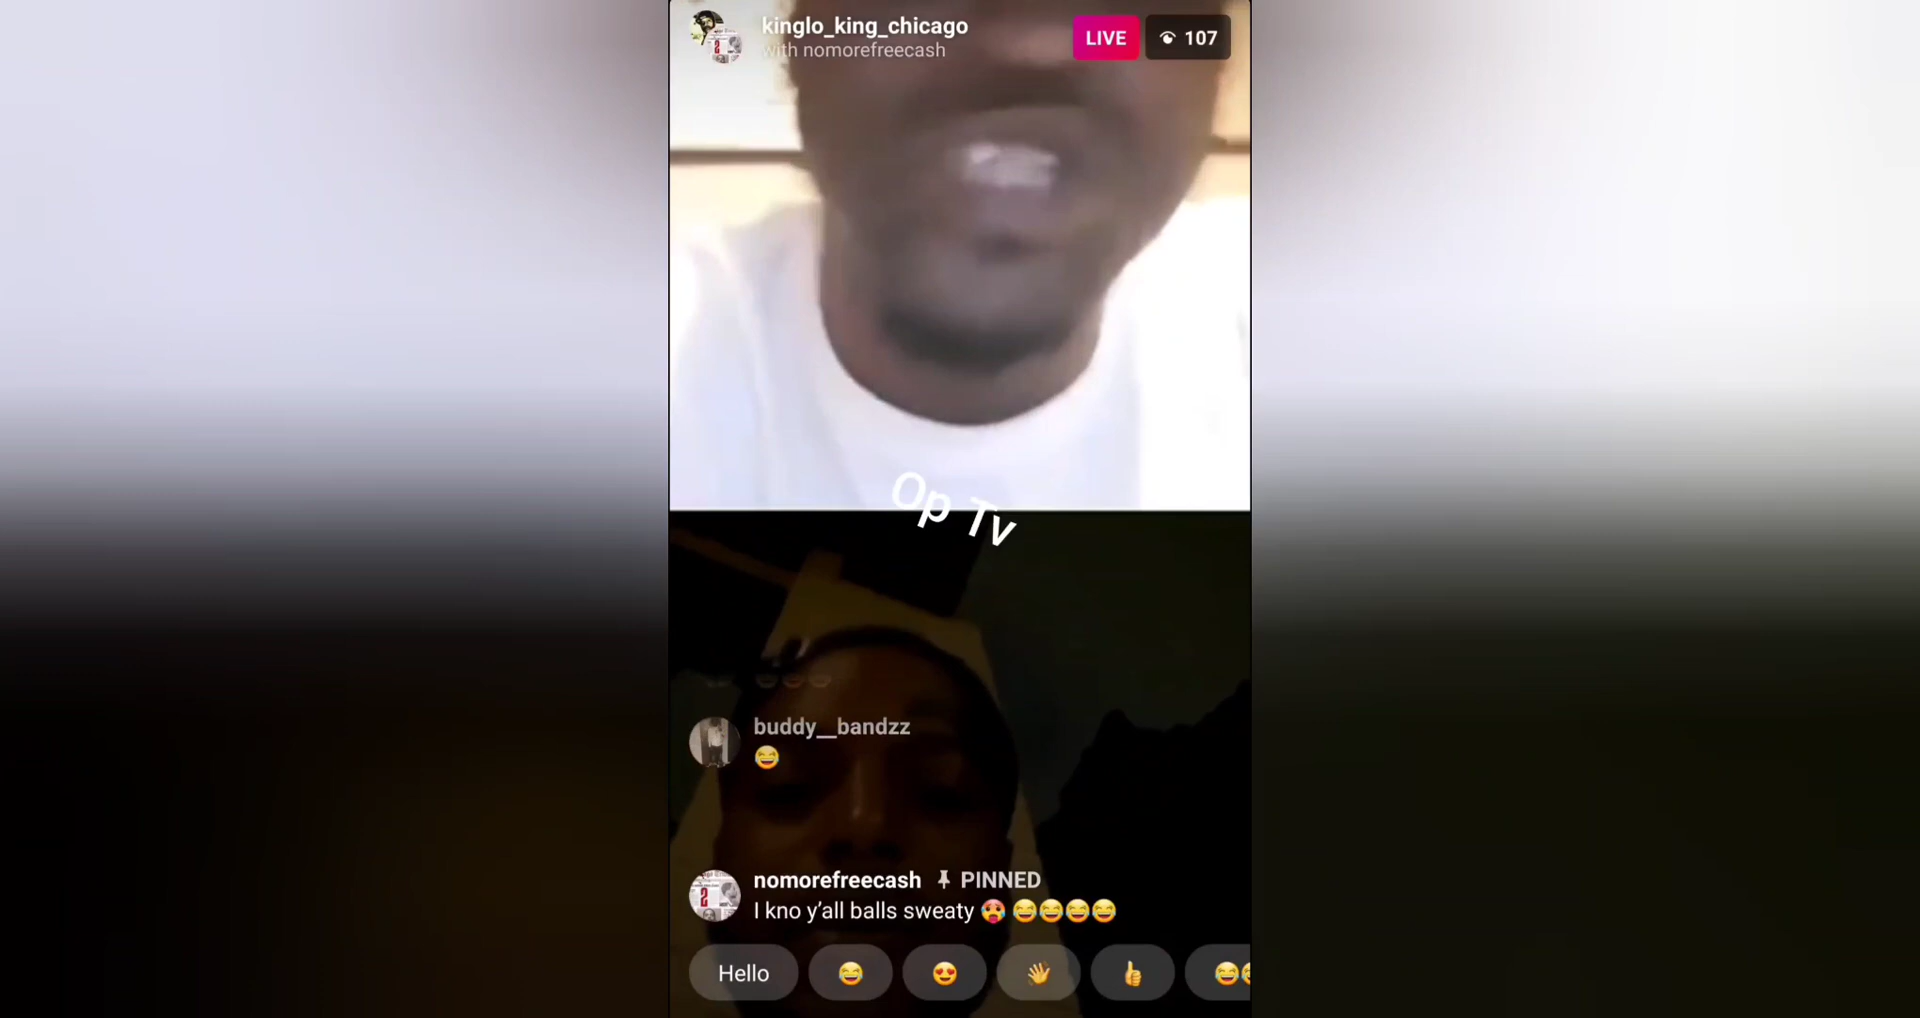 kinglo_king_chicago
with nomorefreecash
LIVE
107
Op Tv
buddy__bandzz
😂
nomorefreecash PINNED
I kno y'all balls sweaty 🥵 😂😂😂😂
Hello 😂 😍 👋 👍 😂